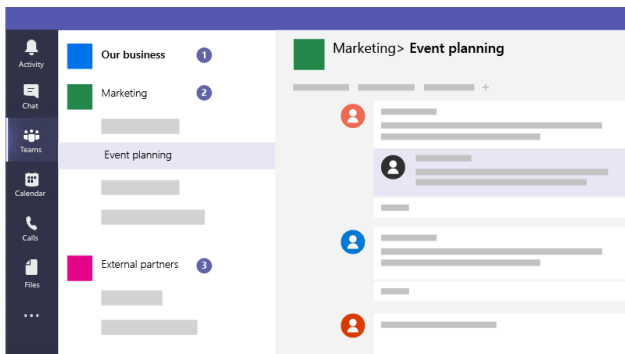 Activity
Chat
Teams
Calendar
Calls
Files
...
Our business 1
Marketing 2
Event planning
External partners 3
Marketing> Event planning
+